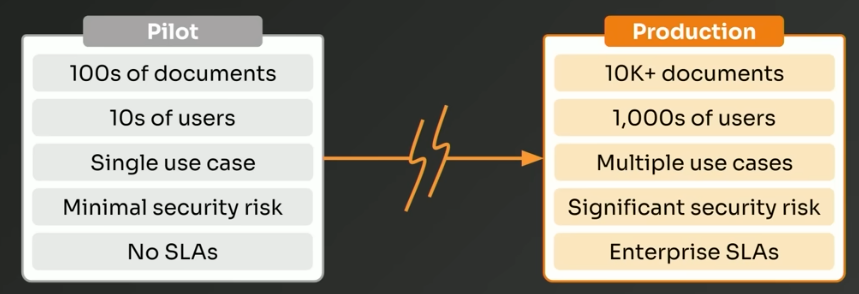 Pilot
100s of documents
10s of users
Single use case
Minimal security risk
No SLAs
Production
10K+ documents
1,000s of users
Multiple use cases
Significant security risk
Enterprise SLAs